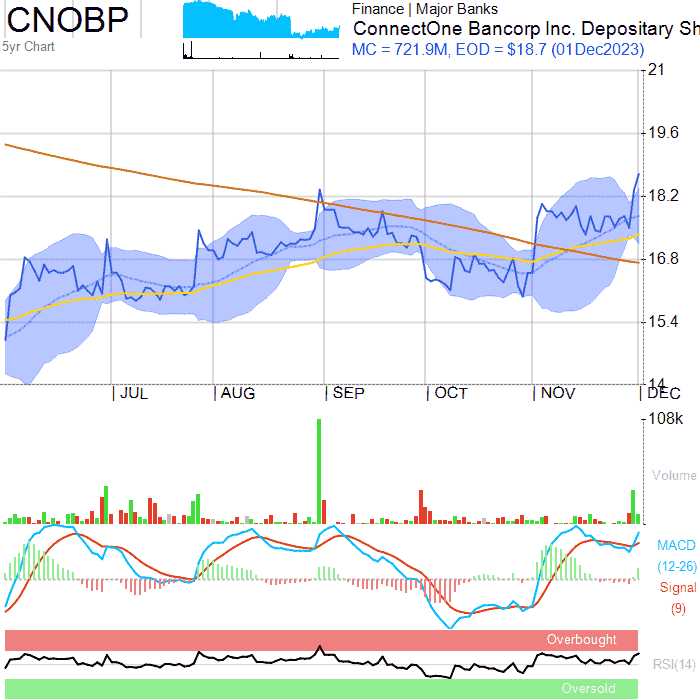 CNOBP
5yr Chart
Finance | Major Banks
ConnectOne Bancorp Inc. Depositary Sh
MC = 721.9M, EOD = $18.7 (01Dec2023)
21
19.6
18.2
16.8
15.4
14
JUL AUG SEP OCT NOV DEC
108k
Volume
MACD
(12-26)
Signal
(9)
Overbought
RSI(14)
Oversold